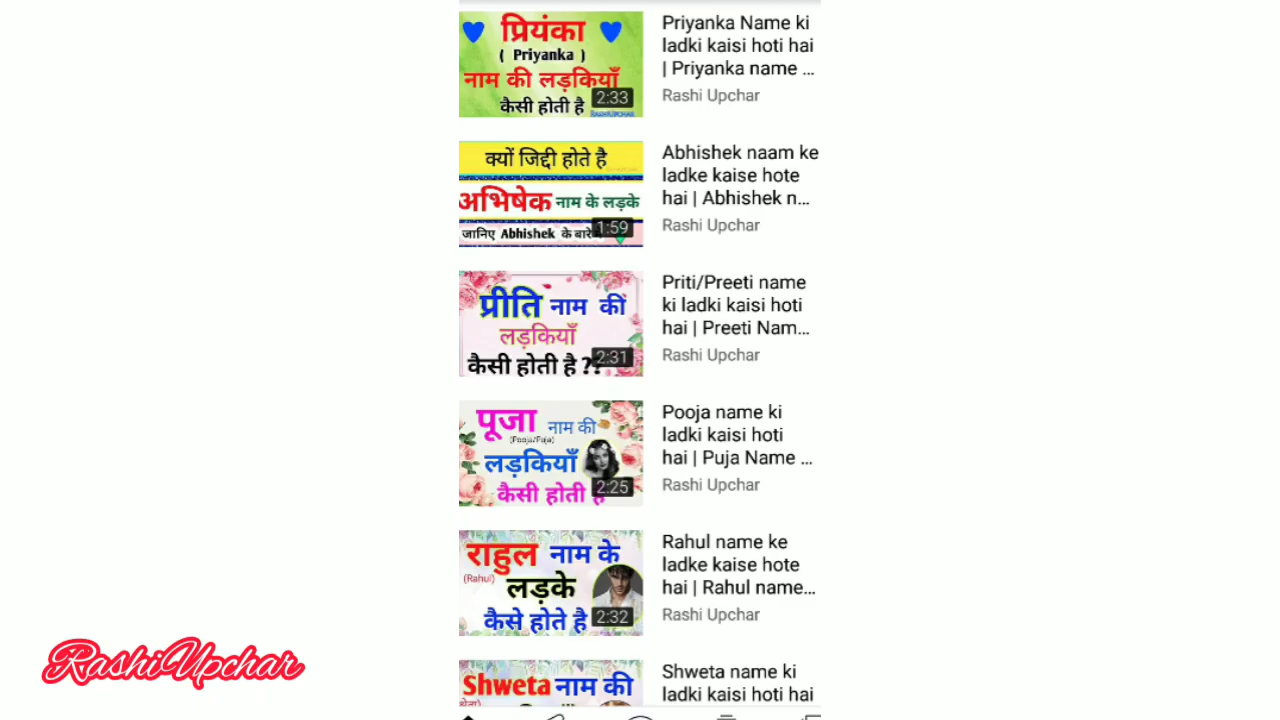 प्रियंका
( Priyanka )
नाम की लड़कियाँ
कैसी होती है
2:33
RASHIUPCHAR
Priyanka Name ki
ladki kaisi hoti hai
| Priyanka name ...
Rashi Upchar
क्यों जिद्दी होते है
अभिषेक नाम के लड़के
जानिए Abhishek के बारे
1:59
Abhishek naam ke
ladke kaise hote
hai | Abhishek n...
Rashi Upchar
प्रीति नाम की
लड़कियाँ
कैसी होती है ??
2:31
Priti/Preeti name
ki ladki kaisi hoti
hai | Preeti Nam...
Rashi Upchar
पूजा नाम की
(Pooja/Puja)
लड़कियाँ
कैसी होती है
2:25
Pooja name ki
ladki kaisi hoti
hai | Puja Name ...
Rashi Upchar
राहुल नाम के
(Rahul)
लड़के
कैसे होते है
2:32
Rahul name ke
ladke kaise hote
hai | Rahul name...
Rashi Upchar
Shweta नाम की
Shweta name ki
ladki kaisi hoti hai
RashiUpchar